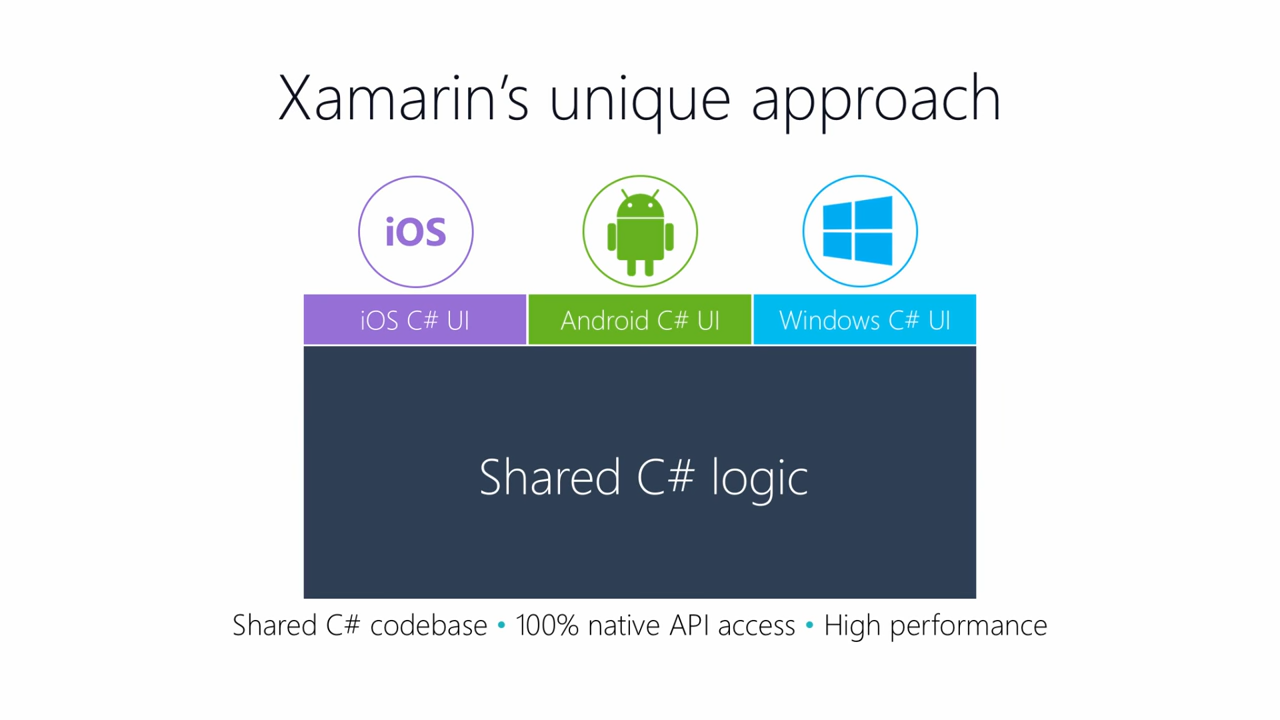 Xamarin’s unique approach
iOS
iOS C# UI
Android C# UI
Windows C# UI
Shared C# logic
Shared C# codebase • 100% native API access • High performance